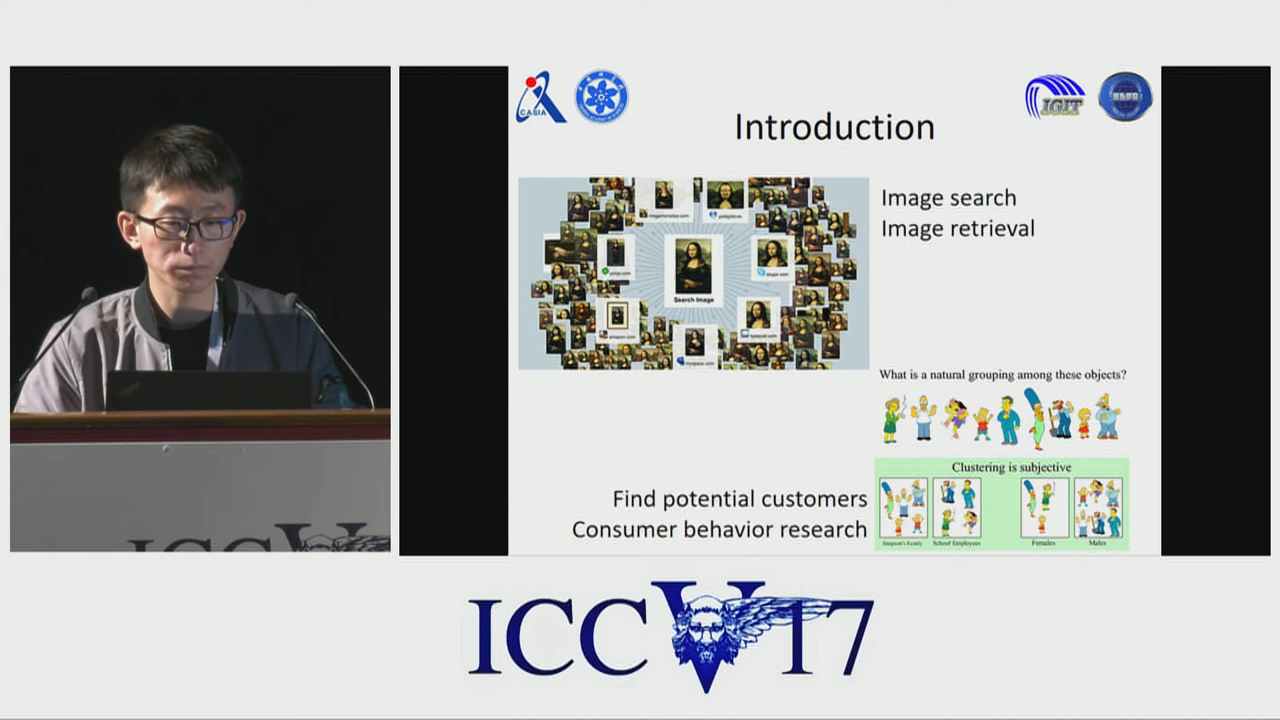 CASIA
IGIT
Introduction
Image search
Image retrieval
Search Image
What is a natural grouping among these objects?
Clustering is subjective
Simpson's Family
School Employees
Females
Males
Find potential customers
Consumer behavior research
ICCV
ICCV17